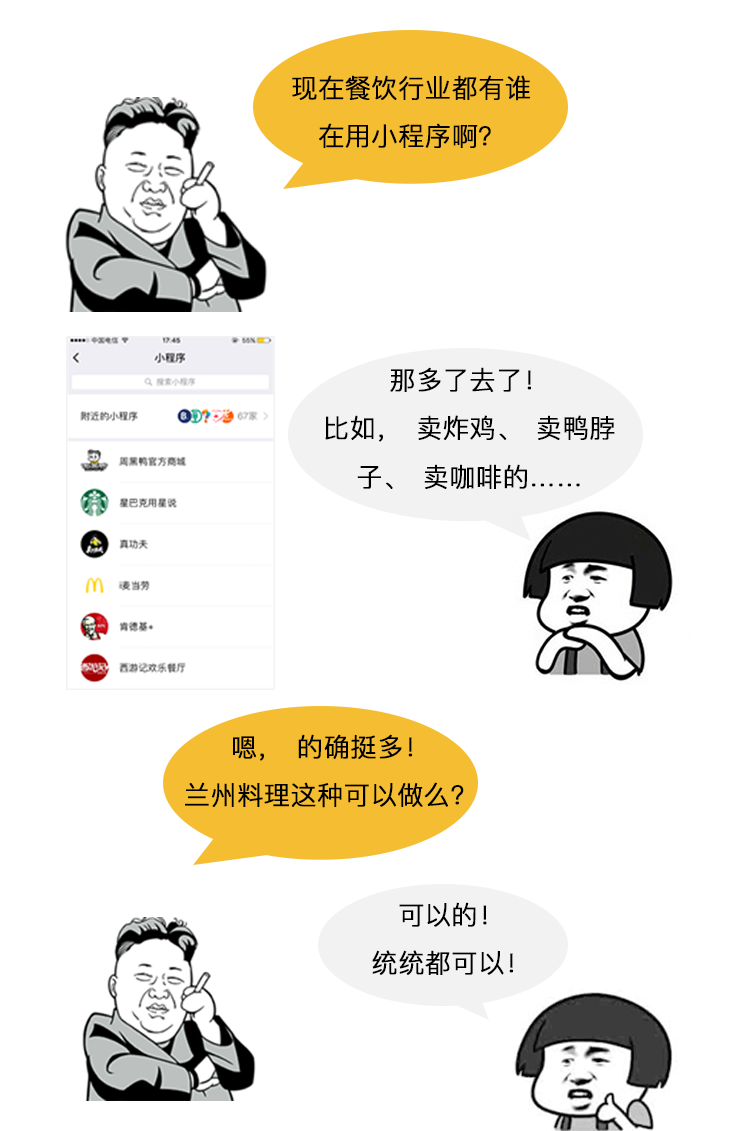 现在餐饮行业都有谁
在用小程序啊？
中国电信 17:45 55%
小程序
搜索小程序
附近的小程序 67家
周黑鸭官方商城
星巴克用星说
真功夫
i麦当劳
肯德基+
西游记欢乐餐厅
那多了去了！
比如， 卖炸鸡、 卖鸭脖
子、 卖咖啡的……
嗯， 的确挺多！
兰州料理这种可以做么？
可以的！
统统都可以！